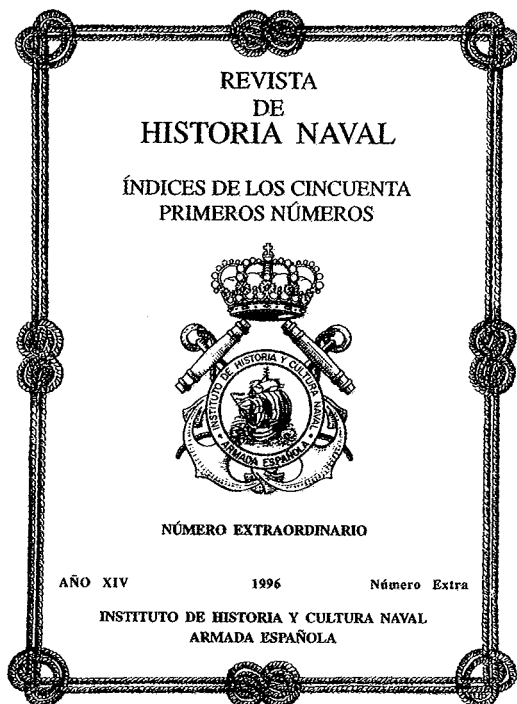 REVISTA
DE
HISTORIA NAVAL
ÍNDICES DE LOS CINCUENTA
PRIMEROS NÚMEROS
INSTITUTO DE HISTORIA Y CULTURA NAVAL
ARMADA ESPAÑOLA
NÚMERO EXTRAORDINARIO
AÑO XIV 1996 Número Extra
INSTITUTO DE HISTORIA Y CULTURA NAVAL
ARMADA ESPAÑOLA